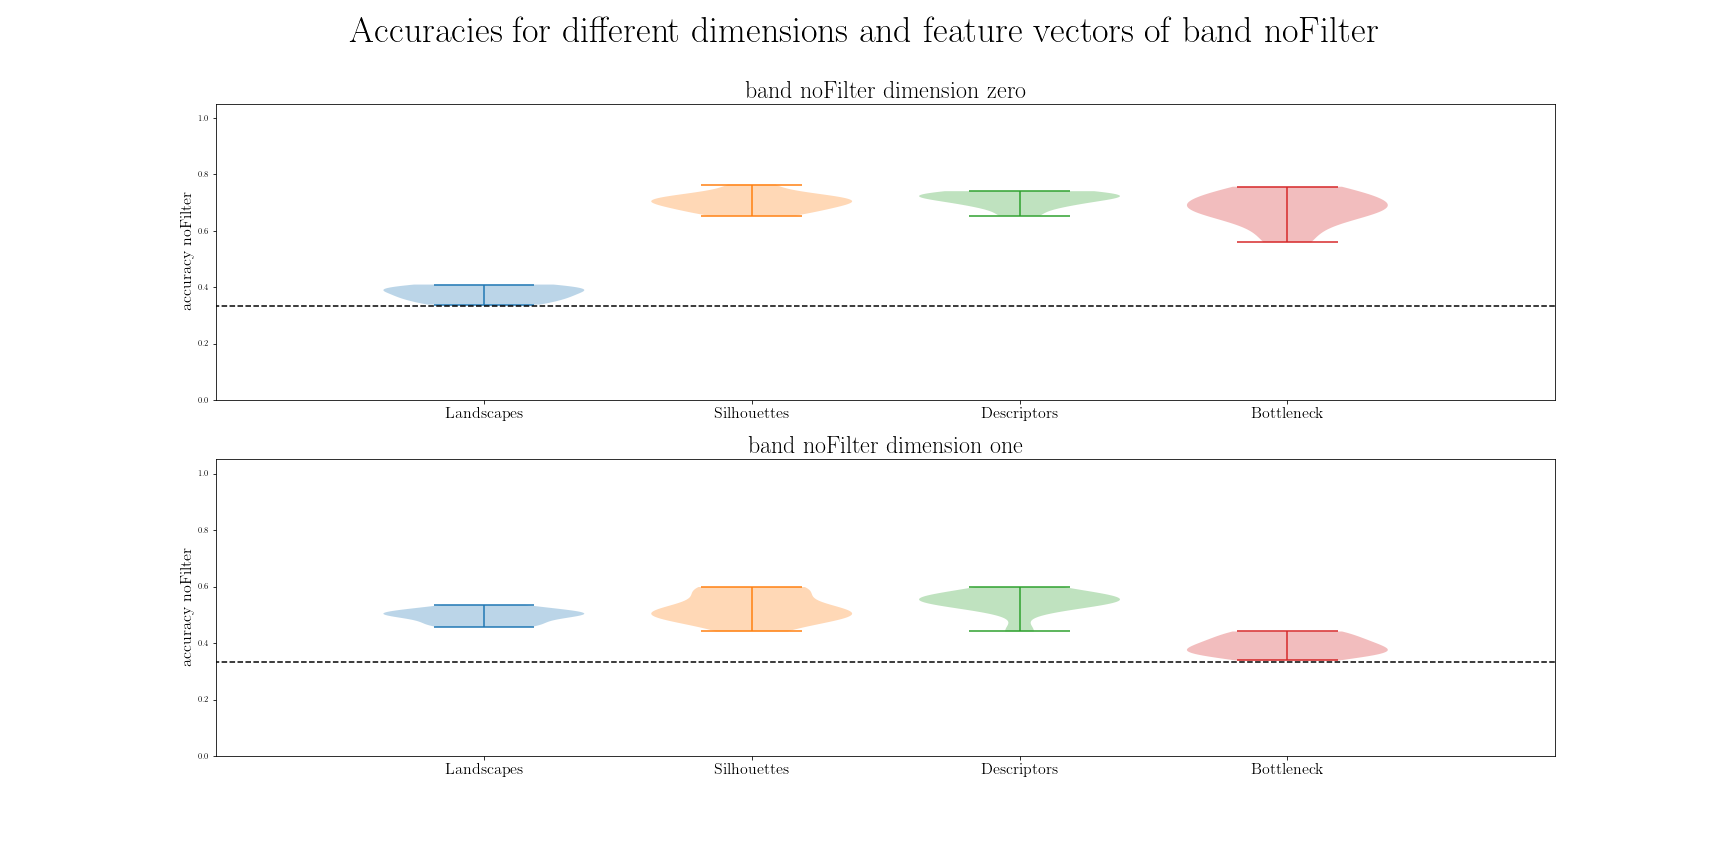 Accuracies for different dimensions and feature vectors of band noFilter
band noFilter dimension zero
accuracy noFilter
1.0
0.8
0.6
0.4
0.2
0.0
Landscapes Silhouettes Descriptors Bottleneck
band noFilter dimension one
accuracy noFilter
1.0
0.8
0.6
0.4
0.2
0.0
Landscapes Silhouettes Descriptors Bottleneck